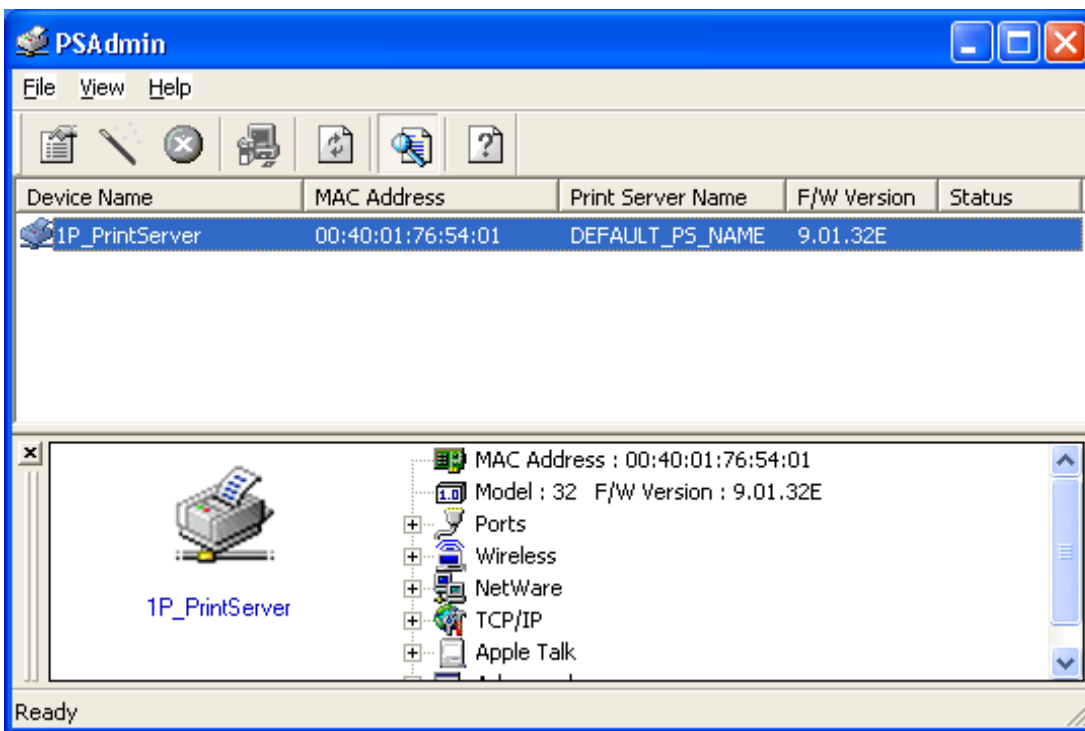 PSAdmin
File View Help
Device Name MAC Address Print Server Name F/W Version Status
1P_PrintServer 00:40:01:76:54:01 DEFAULT_PS_NAME 9.01.32E
MAC Address : 00:40:01:76:54:01
1.0 Model : 32 F/W Version : 9.01.32E
Ports
Wireless
NetWare
1P_PrintServer
TCP/IP
Apple Talk
Ready